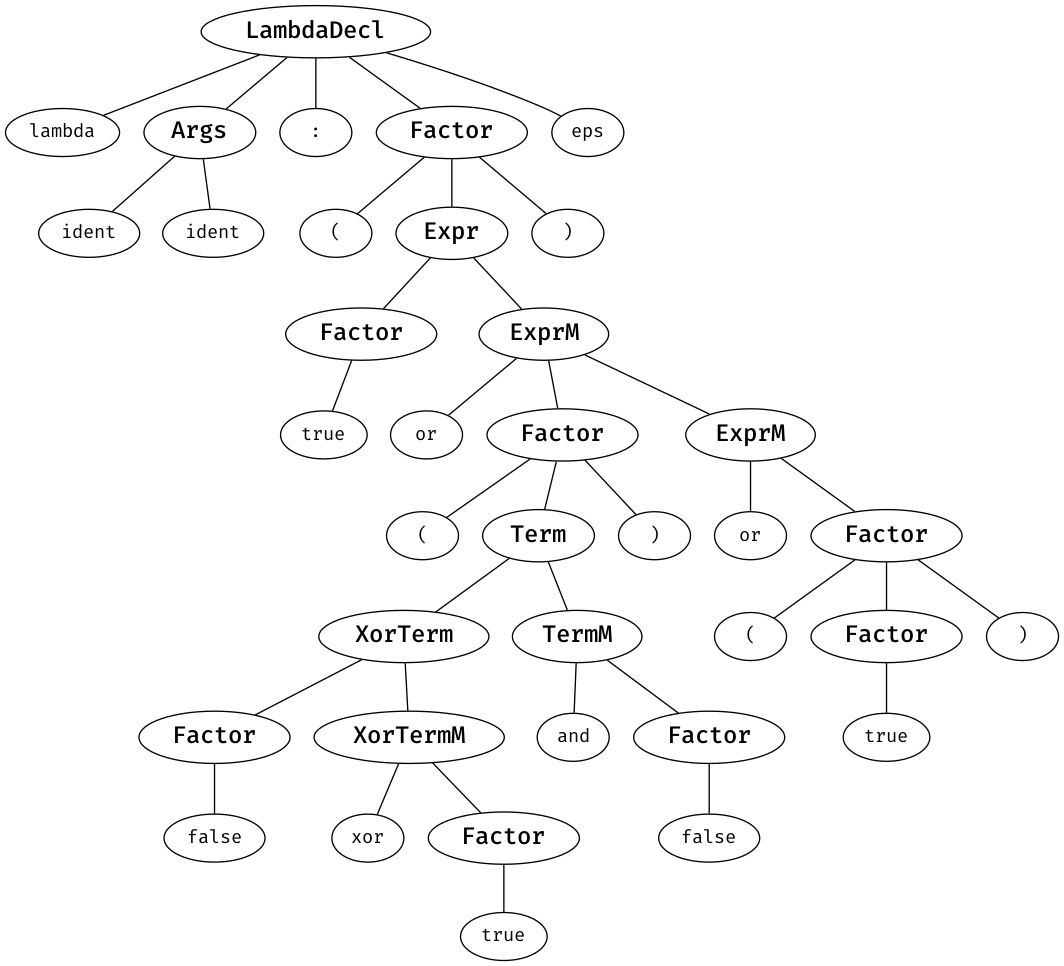 LambdaDecl
lambda Args : Factor eps
ident ident ( Expr )
Factor ExprM
true or Factor ExprM
( Term ) or Factor
XorTerm TermM ( Factor )
Factor XorTermM and Factor true
false xor Factor false
true